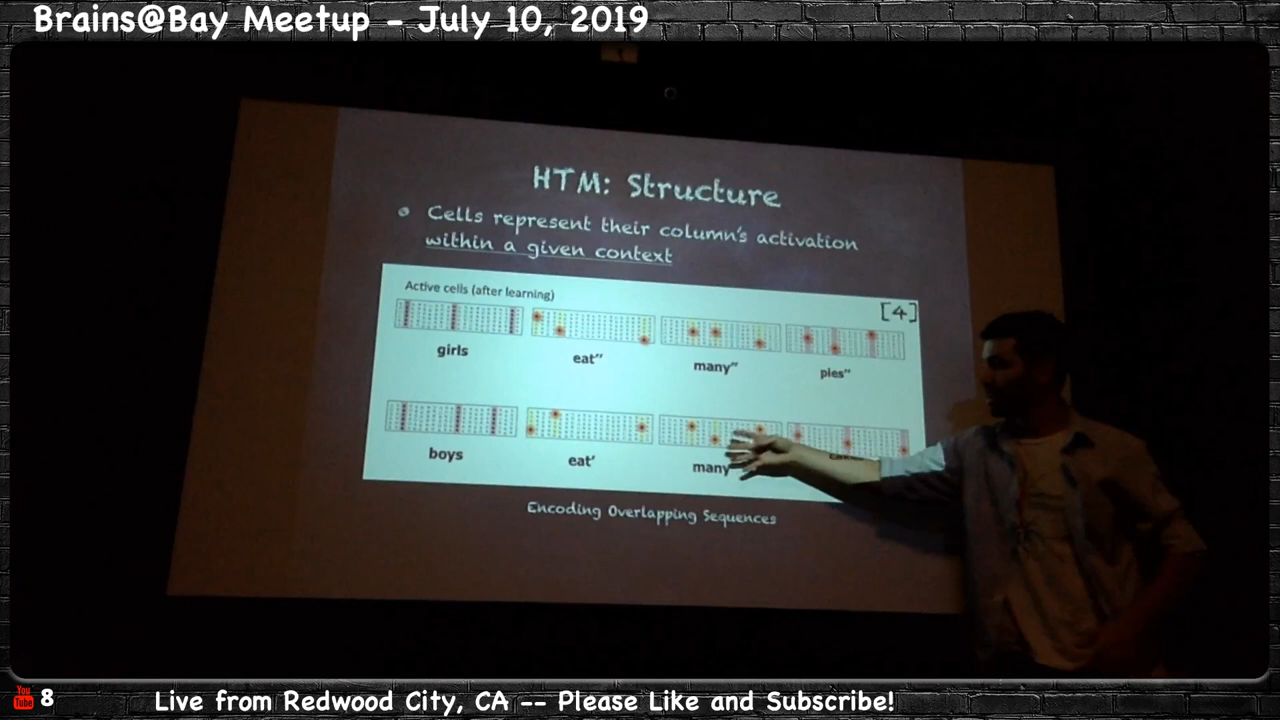 Brains@Bay Meetup - July 10, 2019
HTM: Structure
Cells represent their column's activation
within a given context
Active cells (after learning)
[4]
girls
eat”
many”
pies”
boys
eat’
many
Encoding Overlapping Sequences
You
Tube
8
Live from Redwood City, CA -- Please Like and Subscribe!